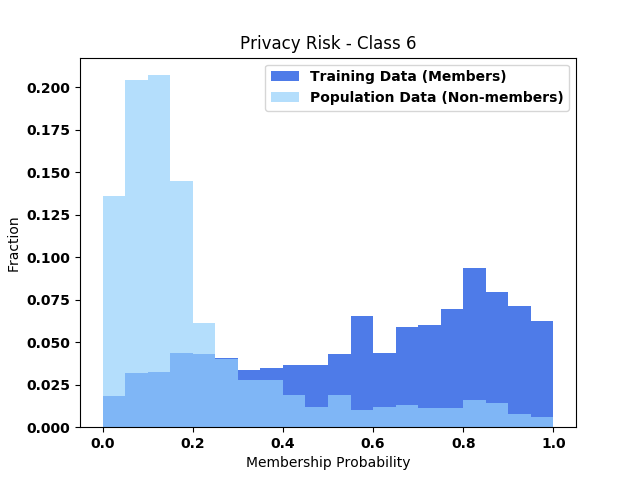 Privacy Risk - Class 6
Training Data (Members)
Population Data (Non-members)
0.200
0.175
0.150
0.125
0.100
0.075
0.050
0.025
0.000
Fraction
0.0 0.2 0.4 0.6 0.8 1.0
Membership Probability